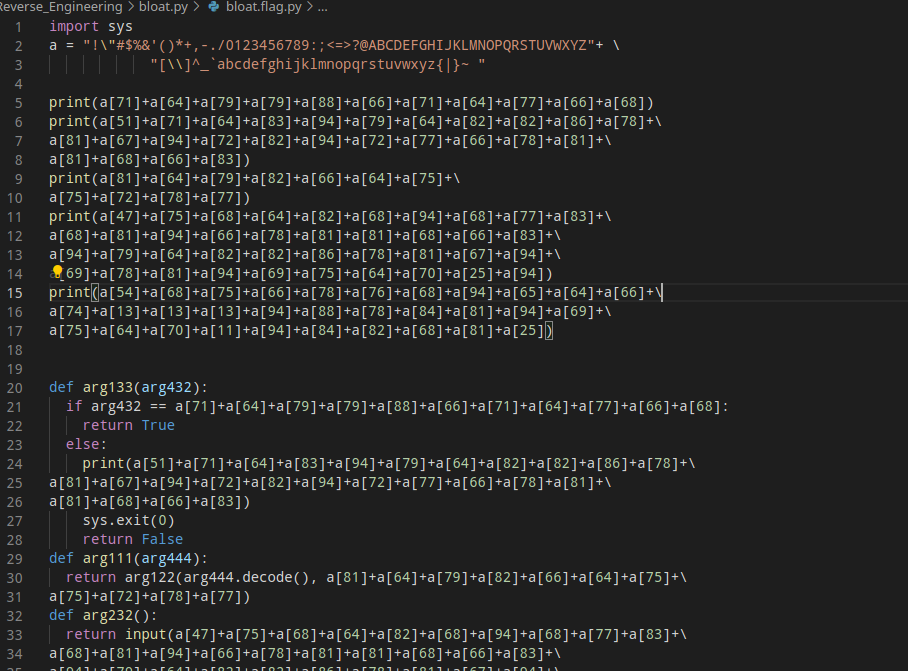 Reverse_Engineering > bloat.py > bloat.flag.py > ...
1 import sys
2 a = "!\"#$%&'()*+,-./0123456789:;<=>?@ABCDEFGHIJKLMNOPQRSTUVWXYZ"+ \
3 "[\\]^_`abcdefghijklmnopqrstuvwxyz{|}~ "
4
5 print(a[71]+a[64]+a[79]+a[79]+a[88]+a[66]+a[71]+a[64]+a[77]+a[66]+a[68])
6 print(a[51]+a[71]+a[64]+a[83]+a[94]+a[79]+a[64]+a[82]+a[82]+a[86]+a[78]+\
7 a[81]+a[67]+a[94]+a[72]+a[82]+a[94]+a[72]+a[77]+a[66]+a[78]+a[81]+\
8 a[81]+a[68]+a[66]+a[83])
9 print(a[81]+a[64]+a[79]+a[82]+a[66]+a[64]+a[75]+\
10 a[75]+a[72]+a[78]+a[77])
11 print(a[47]+a[75]+a[68]+a[64]+a[82]+a[68]+a[94]+a[68]+a[77]+a[83]+\
12 a[68]+a[81]+a[94]+a[66]+a[78]+a[81]+a[81]+a[68]+a[66]+a[83]+\
13 a[94]+a[79]+a[64]+a[82]+a[82]+a[86]+a[78]+a[81]+a[67]+a[94]+\
14 a[69]+a[78]+a[81]+a[94]+a[69]+a[75]+a[64]+a[70]+a[25]+a[94])
15 print(a[54]+a[68]+a[75]+a[66]+a[78]+a[76]+a[68]+a[94]+a[65]+a[64]+a[66]+\
16 a[74]+a[13]+a[13]+a[13]+a[94]+a[88]+a[78]+a[84]+a[81]+a[94]+a[69]+\
17 a[75]+a[64]+a[70]+a[11]+a[94]+a[84]+a[82]+a[68]+a[81]+a[25])
18
19
20 def arg133(arg432):
21 if arg432 == a[71]+a[64]+a[79]+a[79]+a[88]+a[66]+a[71]+a[64]+a[77]+a[66]+a[68]:
22 return True
23 else:
24 print(a[51]+a[71]+a[64]+a[83]+a[94]+a[79]+a[64]+a[82]+a[82]+a[86]+a[78]+\
25 a[81]+a[67]+a[94]+a[72]+a[82]+a[94]+a[72]+a[77]+a[66]+a[78]+a[81]+\
26 a[81]+a[68]+a[66]+a[83])
27 sys.exit(0)
28 return False
29 def arg111(arg444):
30 return arg122(arg444.decode(), a[81]+a[64]+a[79]+a[82]+a[66]+a[64]+a[75]+\
31 a[75]+a[72]+a[78]+a[77])
32 def arg232():
33 return input(a[47]+a[75]+a[68]+a[64]+a[82]+a[68]+a[94]+a[68]+a[77]+a[83]+\
34 a[68]+a[81]+a[94]+a[66]+a[78]+a[81]+a[81]+a[68]+a[66]+a[83]+\
35 a[94]+a[79]+a[64]+a[82]+a[82]+a[86]+a[78]+a[81]+a[67]+a[94]+\